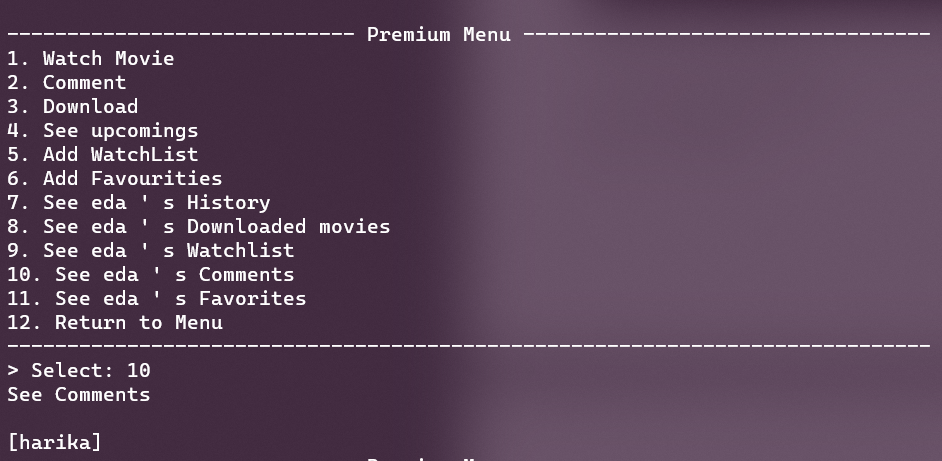 ----------------------------- Premium Menu ----------------------------------
1. Watch Movie
2. Comment
3. Download
4. See upcomings
5. Add WatchList
6. Add Favourities
7. See eda ' s History
8. See eda ' s Downloaded movies
9. See eda ' s Watchlist
10. See eda ' s Comments
11. See eda ' s Favorites
12. Return to Menu
-----------------------------------------------------------------------------
> Select: 10
See Comments
[harika]